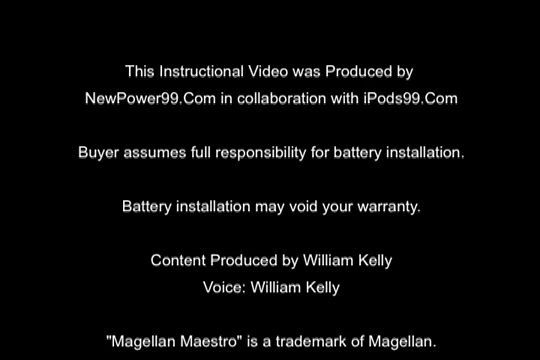 This Instructional Video was Produced by
NewPower99.Com in collaboration with iPods99.Com
Buyer assumes full responsibility for battery installation.
Battery installation may void your warranty.
Content Produced by William Kelly
Voice: William Kelly
"Magellan Maestro" is a trademark of Magellan.